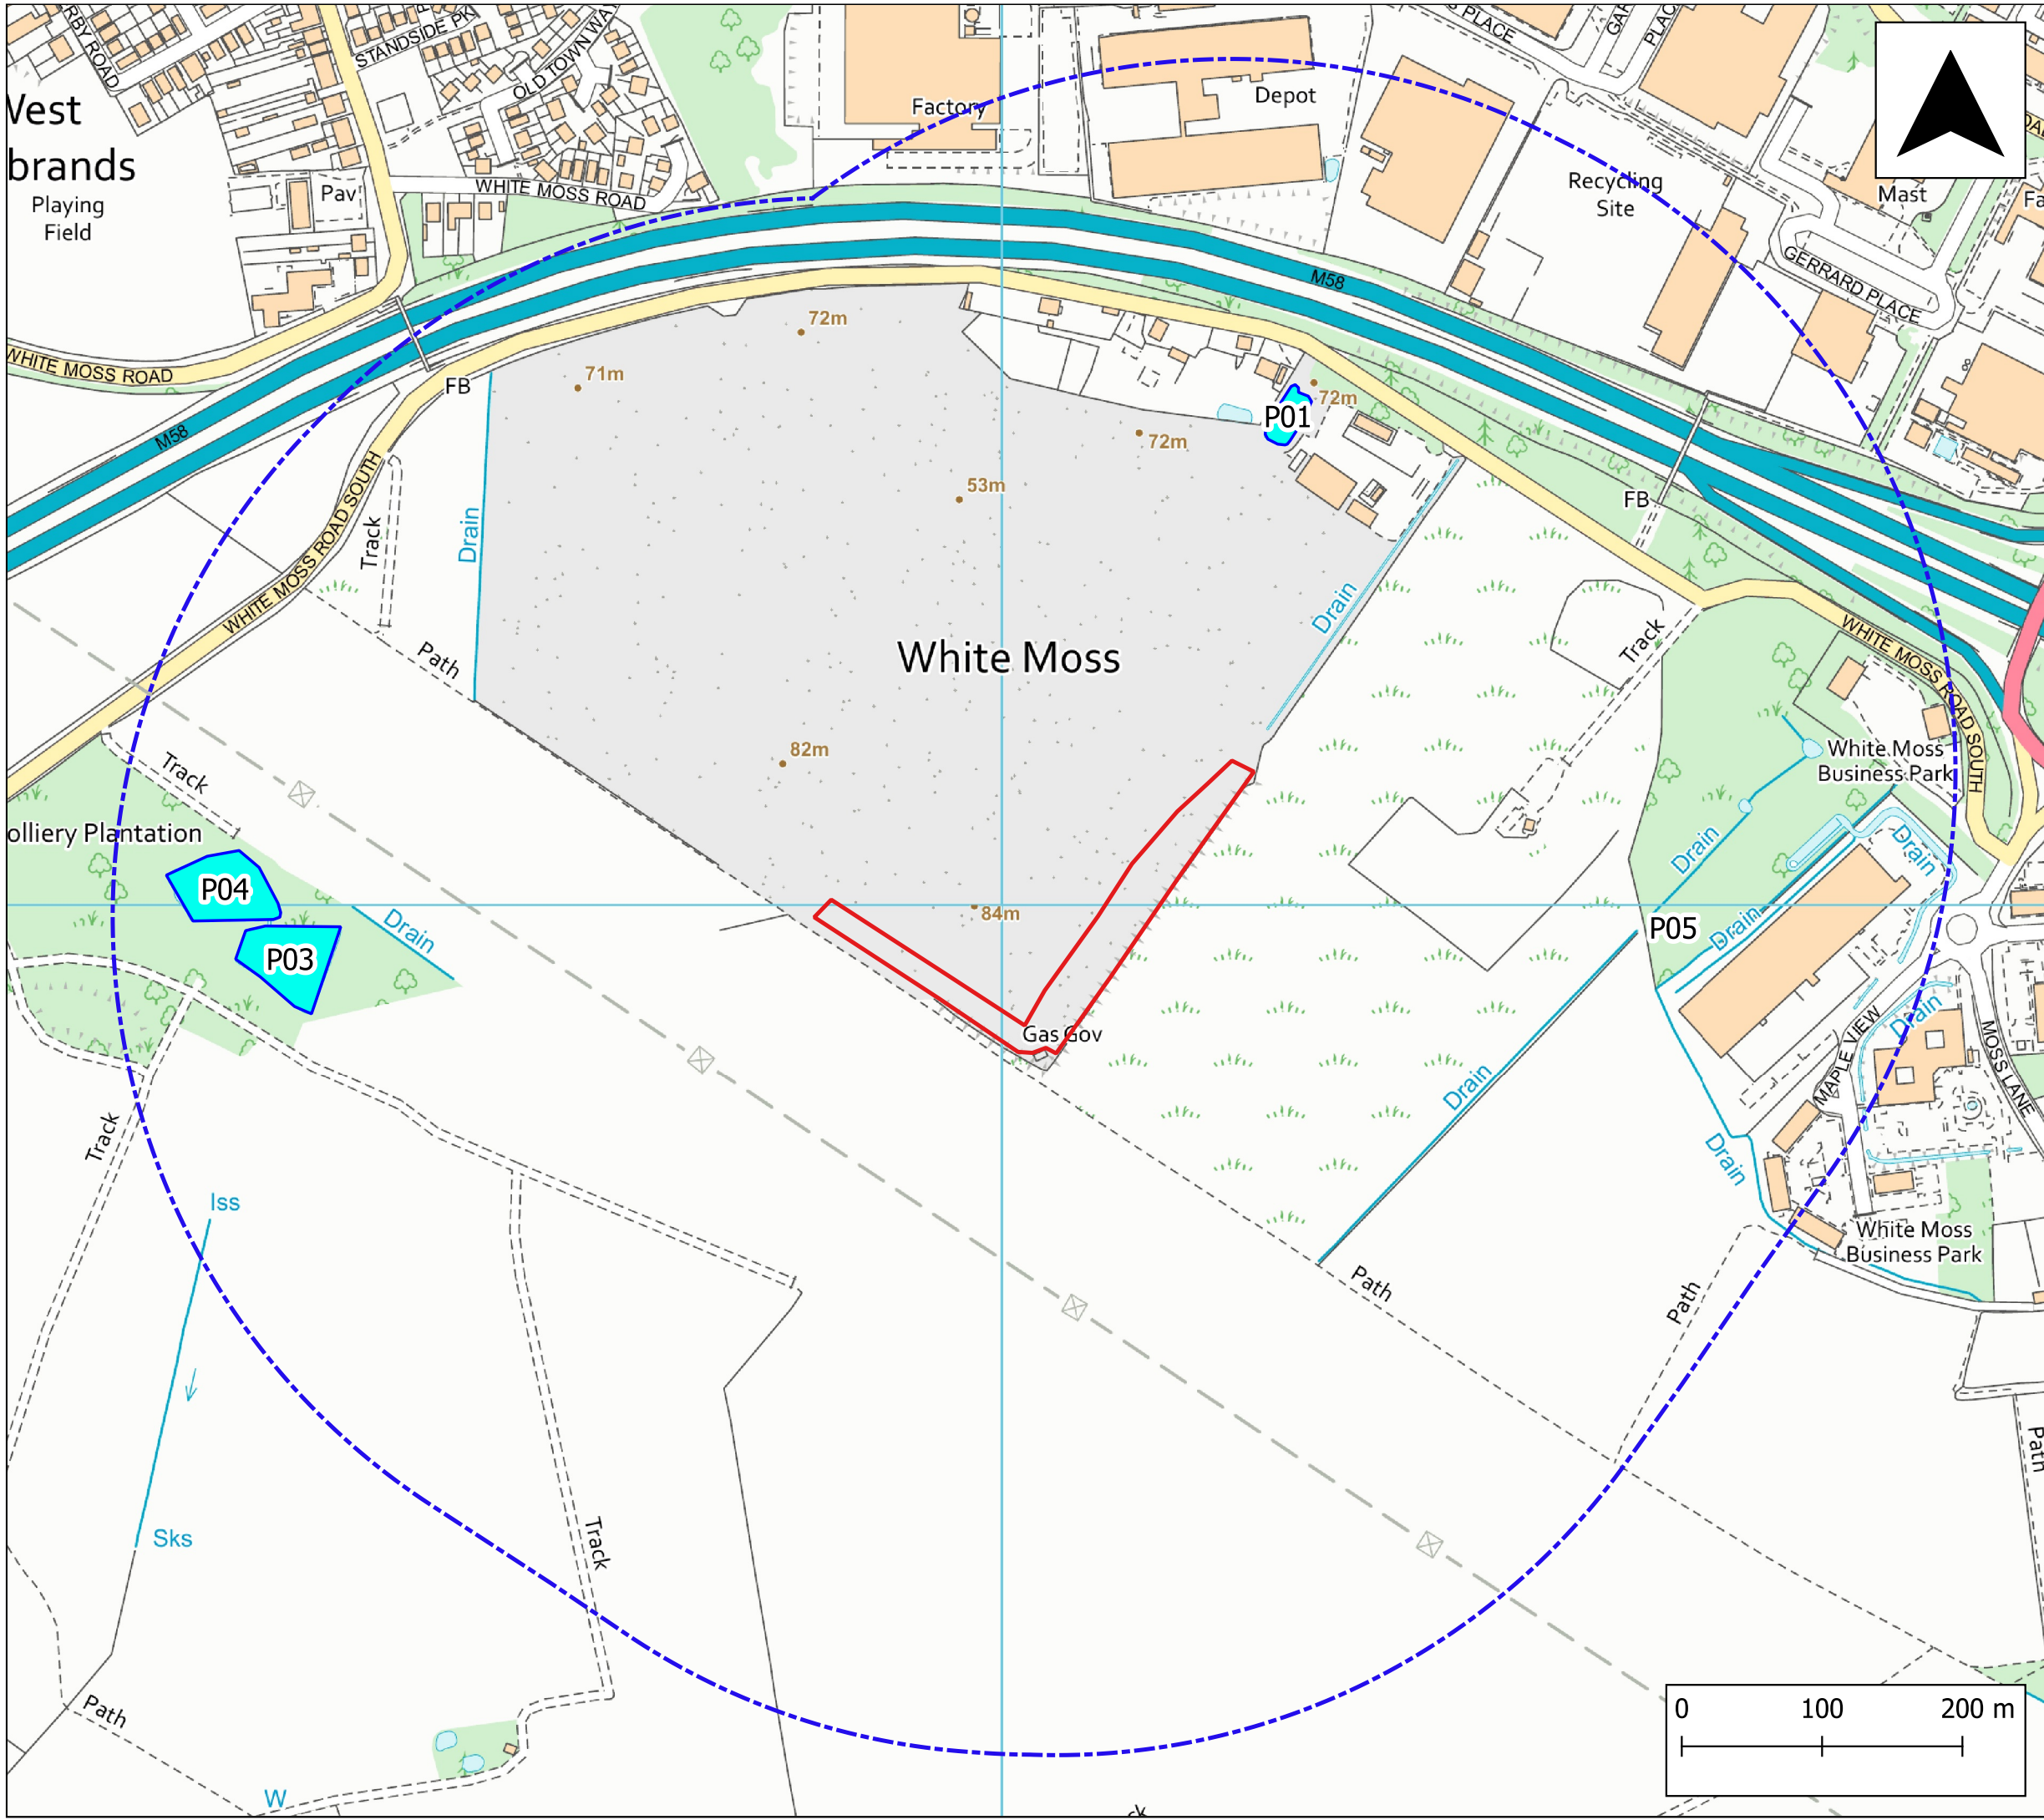 STANDSIDE PK
OLD TOWN WAY
Factory
Depot
West
brands
Playing
Field
Pav
WHITE MOSS ROAD
Recycling
Site
Mast
GERRARD PLACE
M58
WHITE MOSS ROAD
FB
M58
72m
71m
72m
P01
72m
53m
FB
Drain
Track
WHITE MOSS ROAD SOUTH
Path
White Moss
Drain
Track
WHITE MOSS ROAD SOUTH
82m
White Moss
Business Park
Track
olliery Plantation
P04
P03
Drain
84m
Gas Gov
Drain
Drain
Drain
P05
Drain
MAPLE VIEW
MOSS LANE
Drain
Drain
Track
Iss
Sks
Path
Path
White Moss
Business Park
Path
Track
Path
W
0 100 200 m